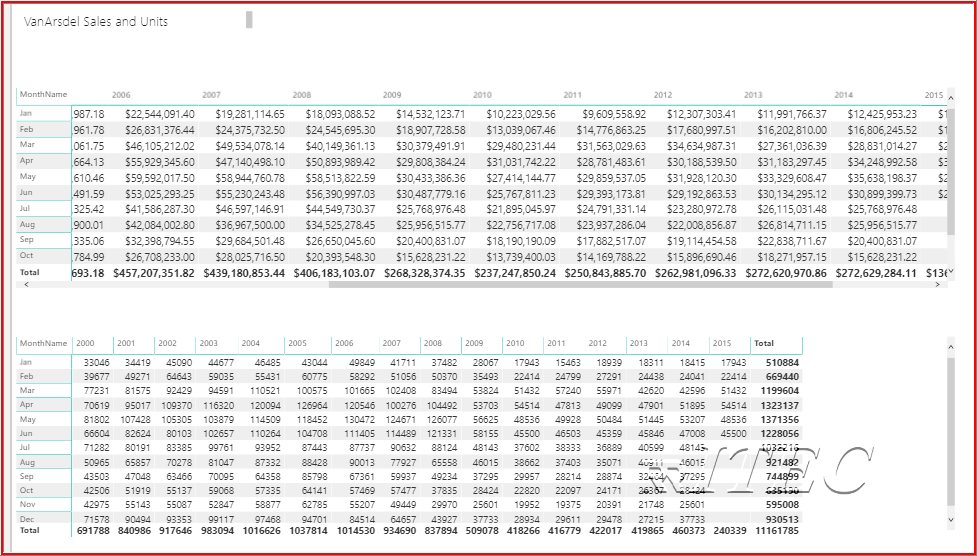 VanArsdel Sales and Units
MonthName 2006 2007 2008 2009 2010 2011 2012 2013 2014 2015
Jan ,987.18 $22,544,091.40 $19,281,114.65 $18,093,088.52 $14,532,123.71 $10,223,029.56 $9,609,558.92 $12,307,303.41 $11,991,766.37 $12,425,953.23 $1
Feb ,961.78 $26,831,376.44 $24,375,732.50 $24,545,695.30 $18,907,728.58 $13,039,067.46 $14,776,863.25 $17,680,997.51 $16,202,810.00 $16,806,245.52 $1
Mar ,061.75 $46,105,212.02 $49,534,078.14 $40,149,361.13 $30,379,491.91 $29,480,231.44 $31,563,029.63 $34,634,987.31 $27,361,036.39 $28,831,014.27 $2
Apr ,664.13 $55,929,345.60 $47,140,498.10 $50,893,989.42 $29,808,384.24 $31,031,742.22 $28,781,483.61 $30,188,539.50 $31,183,297.45 $34,248,992.58 $3
May ,610.46 $59,592,017.50 $58,944,760.78 $58,513,822.59 $30,433,386.36 $27,414,144.77 $29,859,537.05 $31,928,120.30 $33,329,608.47 $35,638,198.37 $2
Jun ,491.59 $53,025,293.25 $55,230,243.48 $56,390,997.03 $30,487,779.16 $25,767,811.23 $29,393,173.81 $29,192,863.53 $30,134,295.12 $30,899,399.73 $2
Jul ,325.42 $41,586,287.30 $46,597,146.91 $44,549,730.37 $25,768,976.48 $21,895,045.97 $24,791,331.14 $23,280,972.78 $26,115,031.48 $25,768,976.48
Aug ,900.01 $42,084,002.80 $36,967,500.00 $34,525,278.45 $25,956,515.77 $22,756,717.08 $23,937,286.04 $22,008,856.87 $26,814,711.15 $25,956,515.77
Sep ,335.06 $32,398,794.55 $29,684,501.48 $26,650,045.60 $20,400,831.07 $18,190,190.09 $17,882,517.07 $19,114,454.58 $22,838,711.67 $20,400,831.07
Oct ,784.99 $26,708,233.00 $28,025,716.50 $20,393,548.30 $15,628,231.22 $13,739,400.03 $14,169,788.22 $15,896,690.46 $18,271,957.15 $15,628,231.22
Total 693.18 $457,207,351.82 $439,180,853.44 $406,183,103.07 $268,328,374.35 $237,247,850.24 $250,843,885.70 $262,981,096.33 $272,620,970.86 $272,629,284.11 $136
MonthName 2000 2001 2002 2003 2004 2005 2006 2007 2008 2009 2010 2011 2012 2013 2014 2015 Total
Jan 33046 34419 45090 44677 46485 43044 49849 41711 37482 28067 17943 15463 18939 18311 18415 17943 510884
Feb 39677 49271 64643 59035 55431 60775 58292 51056 50370 35493 22414 24799 27291 24438 24041 22414 669440
Mar 77231 81575 92429 94591 110521 100575 101665 102408 83494 53824 51432 57240 55971 42620 42596 51432 1199604
Apr 70619 95017 109370 116320 120094 126964 120546 100276 104492 53703 54514 47813 49099 47901 51895 54514 1323137
May 81802 107428 105305 103879 114509 118452 130472 124671 126077 56625 48536 49928 50484 51445 53207 48536 1371356
Jun 66604 82624 80103 102657 110264 104708 111405 114489 121331 58155 45500 46503 45359 45846 47008 45500 1228056
Jul 71282 80191 83385 99761 93952 87443 87737 90632 88124 48143 37602 38333 36889 40599 48143
Aug 50965 65857 70278 81047 87332 88428 90013 77927 65558 46015 38662 37403 35071 46015 921482
Sep 43503 47048 63466 70095 64358 85798 67361 59937 49234 37295 29957 28214 28874 37295 744899
Oct 42506 51919 55137 59068 57335 64141 57469 57477 37835 28424 22820 22097 24171
Nov 42975 55143 55087 52847 58877 62785 55207 49449 29970 25601 19952 19375 20391 21748 25601 595008
Dec 71578 90494 93353 99117 97468 94701 84514 64657 43927 37733 28934 29611 29478 27215 37733 930513
Total 691788 840986 917646 983094 1016626 1037814 1014530 934690 837894 509078 418266 416779 422017 419865 460373 240339 11161785
ITEC